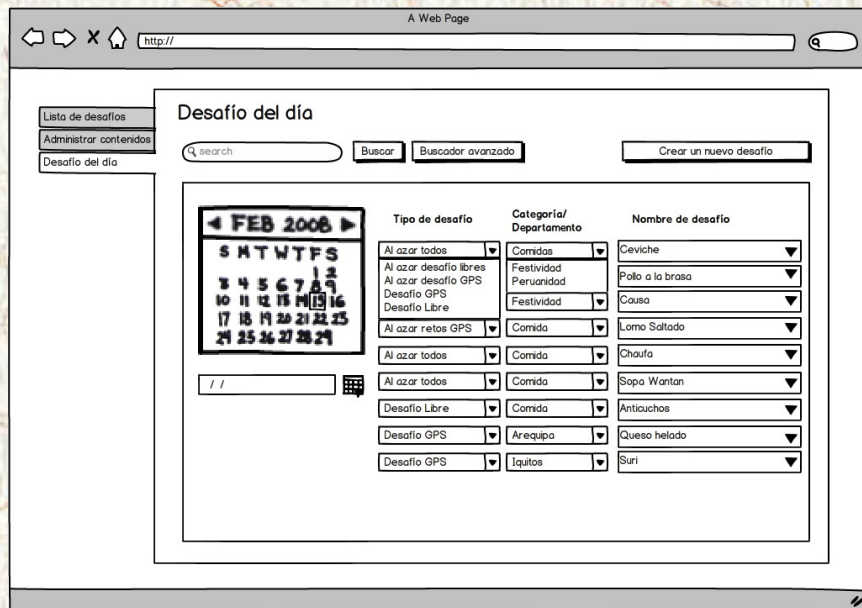 A Web Page
http://
Lista de desafíos
Administrar contenidos
Desafío del día
Desafío del día
search
Buscar
Buscador avanzado
Crear un nuevo desafío
FEB 2008
S M T W T F S
1 2
3 4 5 6 7 8 9
10 11 12 13 14 15 16
17 18 19 20 21 22 23
24 25 26 27 28 29
/ /
Tipo de desafío
Categoría/
Departamento
Nombre de desafío
Al azar todos
Comidas
Ceviche
Al azar desafío libres
Al azar desafío GPS
Desafío GPS
Desafío Libre
Festividad
Peruanidad
Pollo a la brasa
Festividad
Causa
Al azar retos GPS
Comida
Lomo Saltado
Al azar todos
Comida
Chaufa
Al azar todos
Comida
Sopa Wantan
Desafío Libre
Comida
Anticuchos
Desafío GPS
Arequipa
Queso helado
Desafío GPS
Iquitos
Suri